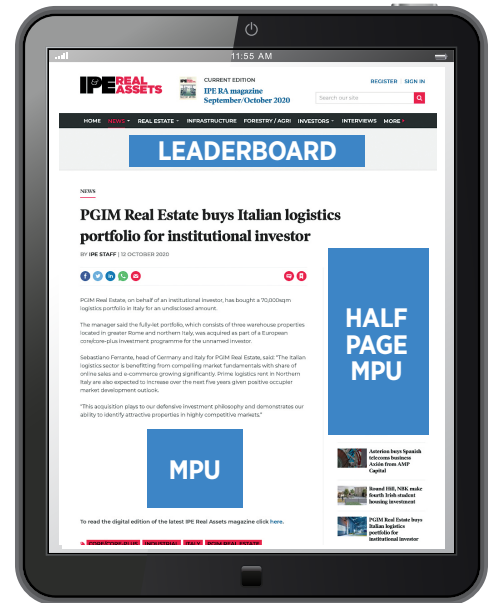 11:55 AM
IPE REAL ASSETS
CURRENT EDITION
IPE RA magazine
September/October 2020
REGISTER SIGN IN
Search our site
HOME NEWS REAL ESTATE INFRASTRUCTURE FORESTRY / AGRI INVESTORS INTERVIEWS MORE
LEADERBOARD
NEWS
PGIM Real Estate buys Italian logistics
portfolio for institutional investor
BY IPE STAFF | 12 OCTOBER 2020
PGIM Real Estate, on behalf of an institutional investor, has bought a 70,000sqm
logistics portfolio in Italy for an undisclosed amount.
The manager said the fully-let portfolio, which consists of three warehouse properties
located in greater Rome and northern Italy, was acquired as part of a European
core/core-plus investment programme for the unnamed investor.
Sebastiano Ferrante, head of Germany and Italy for PGIM Real Estate, said: "The Italian
logistics sector is benefitting from compelling market fundamentals with share of
online sales and e-commerce growing significantly. Prime logistics rent in Northern
Italy are also expected to increase over the next five years given positive occupier
market development outlook.
"This acquisition plays to our defensive investment philosophy and demonstrates our
ability to identify attractive properties in highly competitive markets."
MPU
To read the digital edition of the latest IPE Real Assets magazine click here.
CORE/CORE-PLUS INDUSTRIAL ITALY PGIM REAL ESTATE
HALF
PAGE
MPU
Asterion buys Spanish
telecoms business
Axión from AMP
Capital
Round Hill, NBK make
fourth Irish student
housing investment
PGIM Real Estate buys
Italian logistics
portfolio for
institutional investor